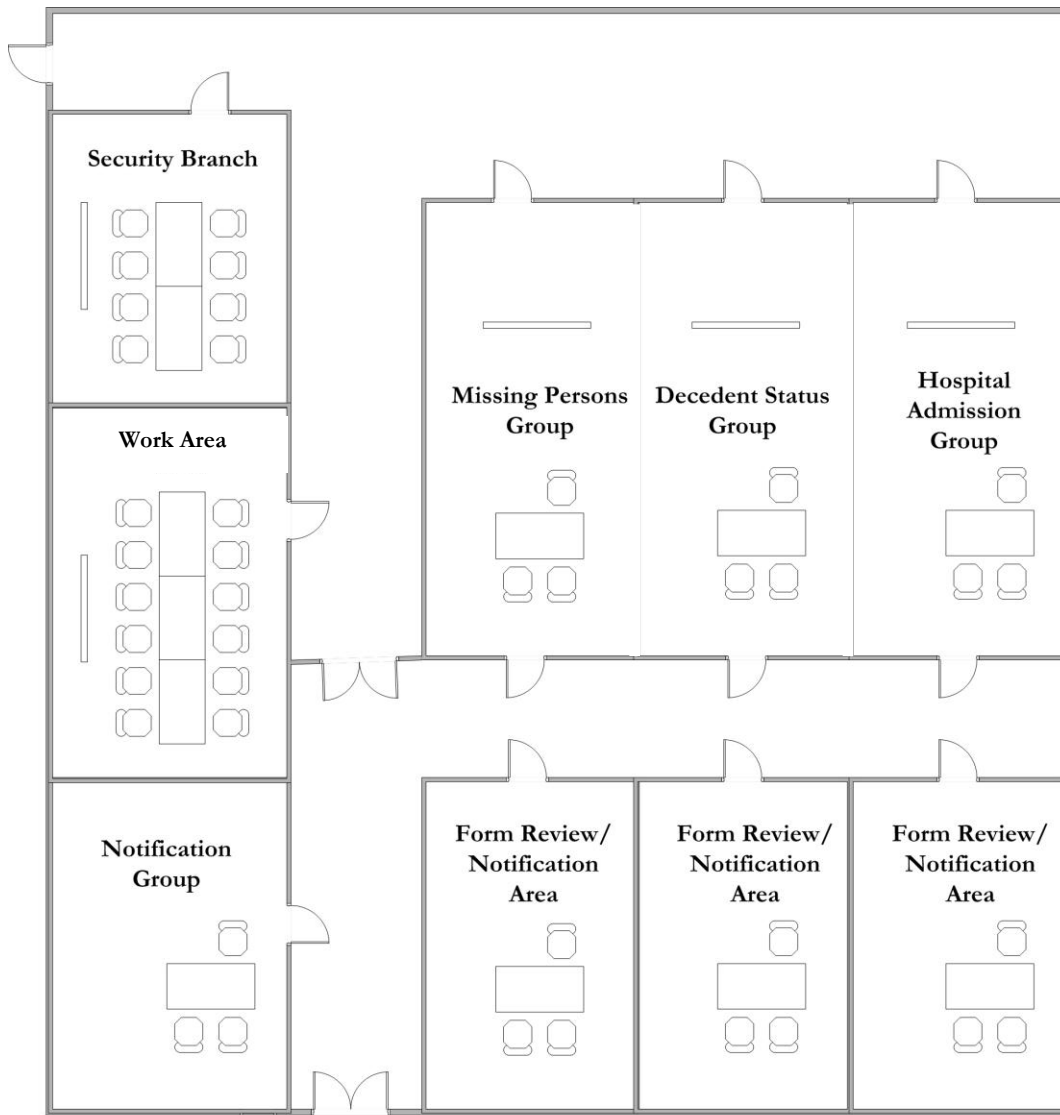 Security Branch
Work Area
Notification
Group
Missing Persons
Group
Decedent Status
Group
Hospital
Admission
Group
Form Review/
Notification
Area
Form Review/
Notification
Area
Form Review/
Notification
Area